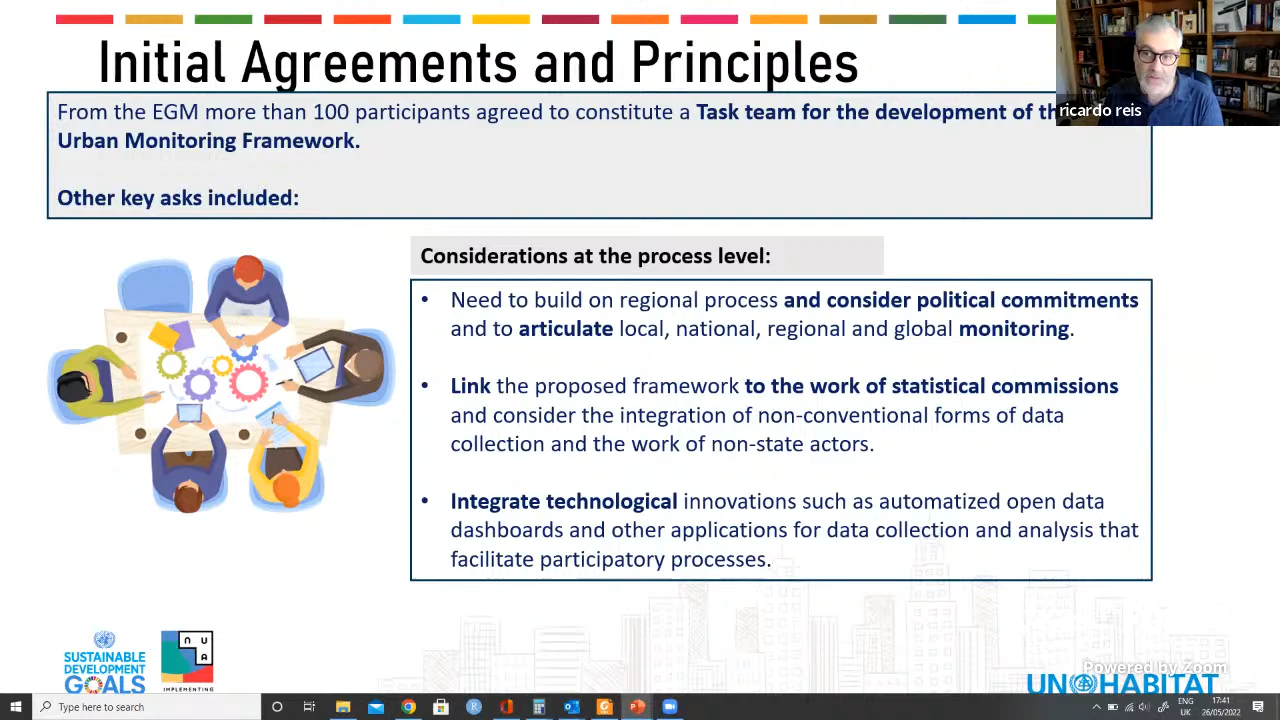 Initial Agreements and Principles
ricardo reis
From the EGM more than 100 participants agreed to constitute a Task team for the development of
Urban Monitoring Framework.
Other key asks included:
Considerations at the process level:
• Need to build on regional process and consider political commitments
and to articulate local, national, regional and global monitoring.
• Link the proposed framework to the work of statistical commissions
and consider the integration of non-conventional forms of data
collection and the work of non-state actors.
• Integrate technological innovations such as automatized open data
dashboards and other applications for data collection and analysis that
facilitate participatory processes.
SUSTAINABLE
DEVELOPMENT
GOALS
N U
A
IMPLEMENTING
Powered by Zoom
UN HABITAT
Type here to search
ENG
UK
17:41
26/05/2022